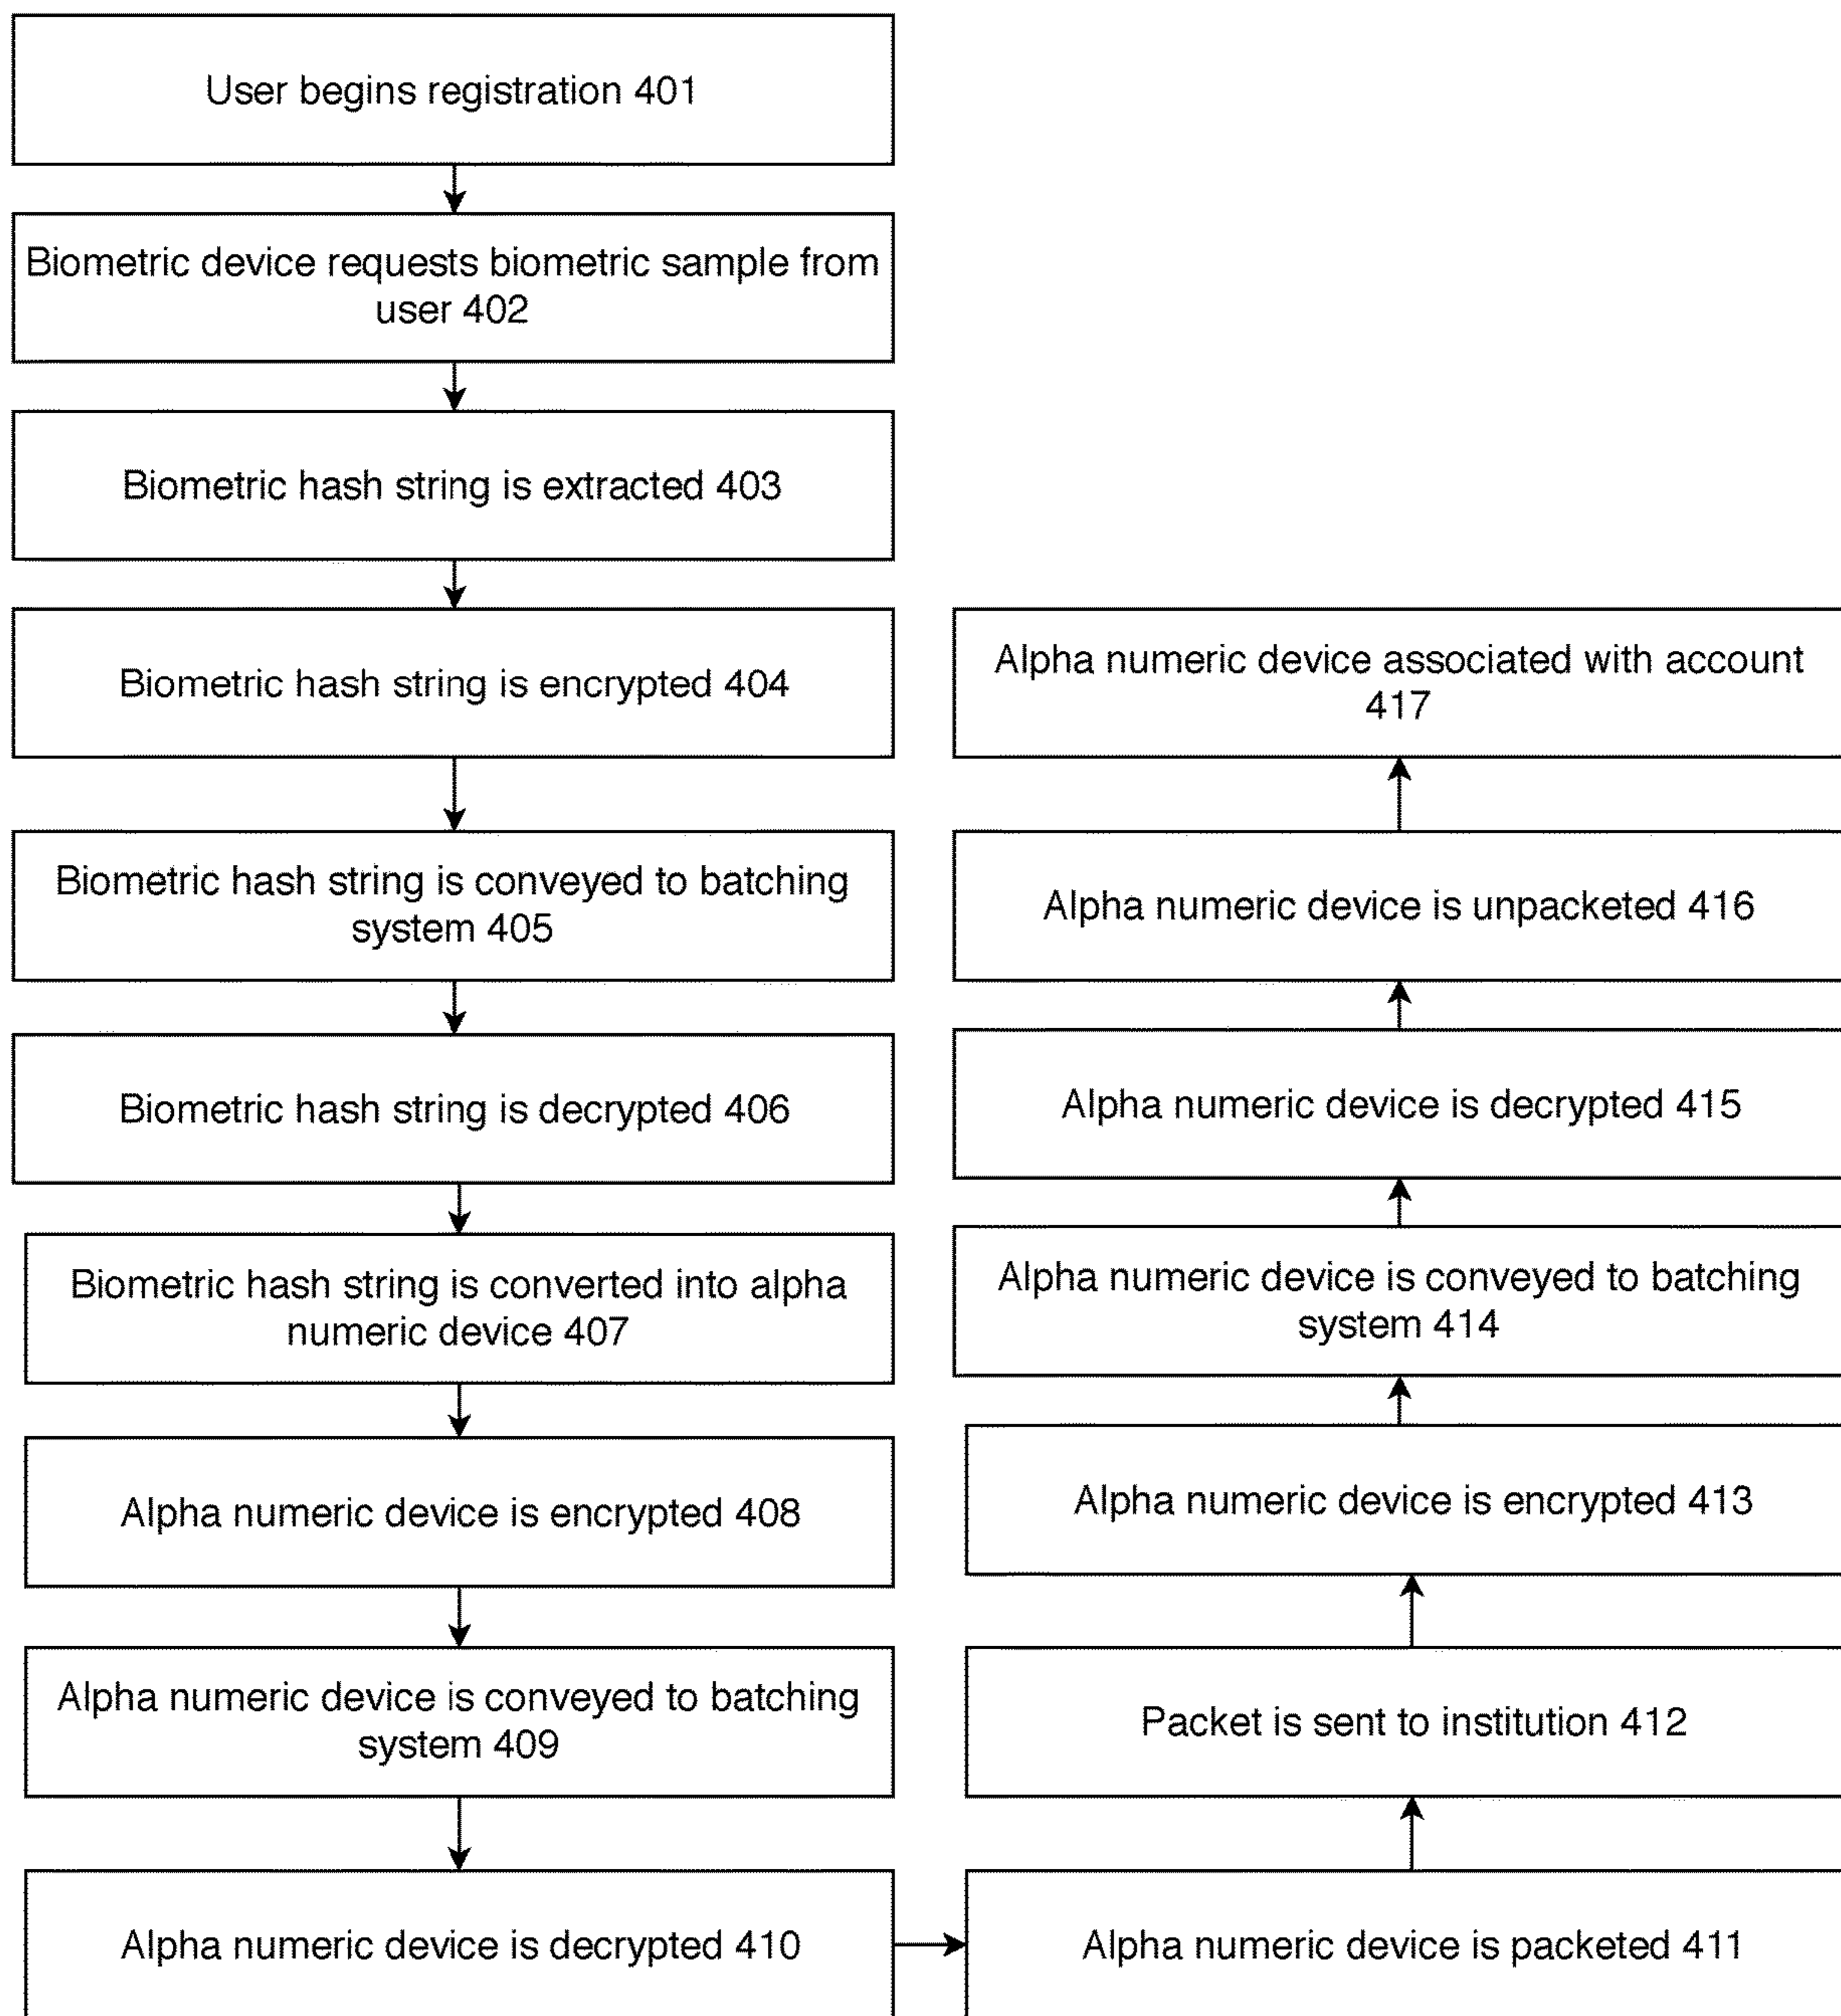 User begins registration 401
Biometric device requests biometric sample from
user 402
Biometric hash string is extracted 403
Biometric hash string is encrypted 404
Biometric hash string is conveyed to batching
system 405
Biometric hash string is decrypted 406
Biometric hash string is converted into alpha
numeric device 407
Alpha numeric device is encrypted 408
Alpha numeric device is conveyed to batching
system 409
Alpha numeric device is decrypted 410
Alpha numeric device is packeted 411
Packet is sent to institution 412
Alpha numeric device is encrypted 413
Alpha numeric device is conveyed to batching
system 414
Alpha numeric device is decrypted 415
Alpha numeric device is unpacketed 416
Alpha numeric device associated with account
417